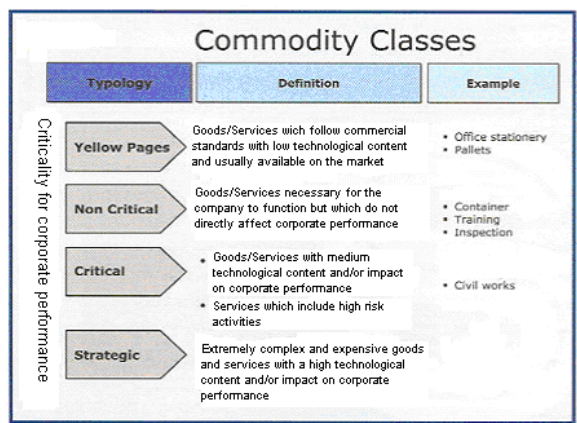 Commodity Classes
Typology
Definition
Example
Criticality for corporate performance
Yellow Pages
Goods/Services wich follow commercial
standards with low technological content
and usually available on the market
• Office stationery
• Pallets
Non Critical
Goods/Services necessary for the
company to function but which do not
directly affect corporate performance
• Container
• Training
• Inspection
Critical
• Goods/Services with medium
technological content and/or impact
on corporate performance
• Services which include high risk
activities
• Civil works
Strategic
Extremely complex and expensive goods
and services with a high technological
content and/or impact on corporate
performance